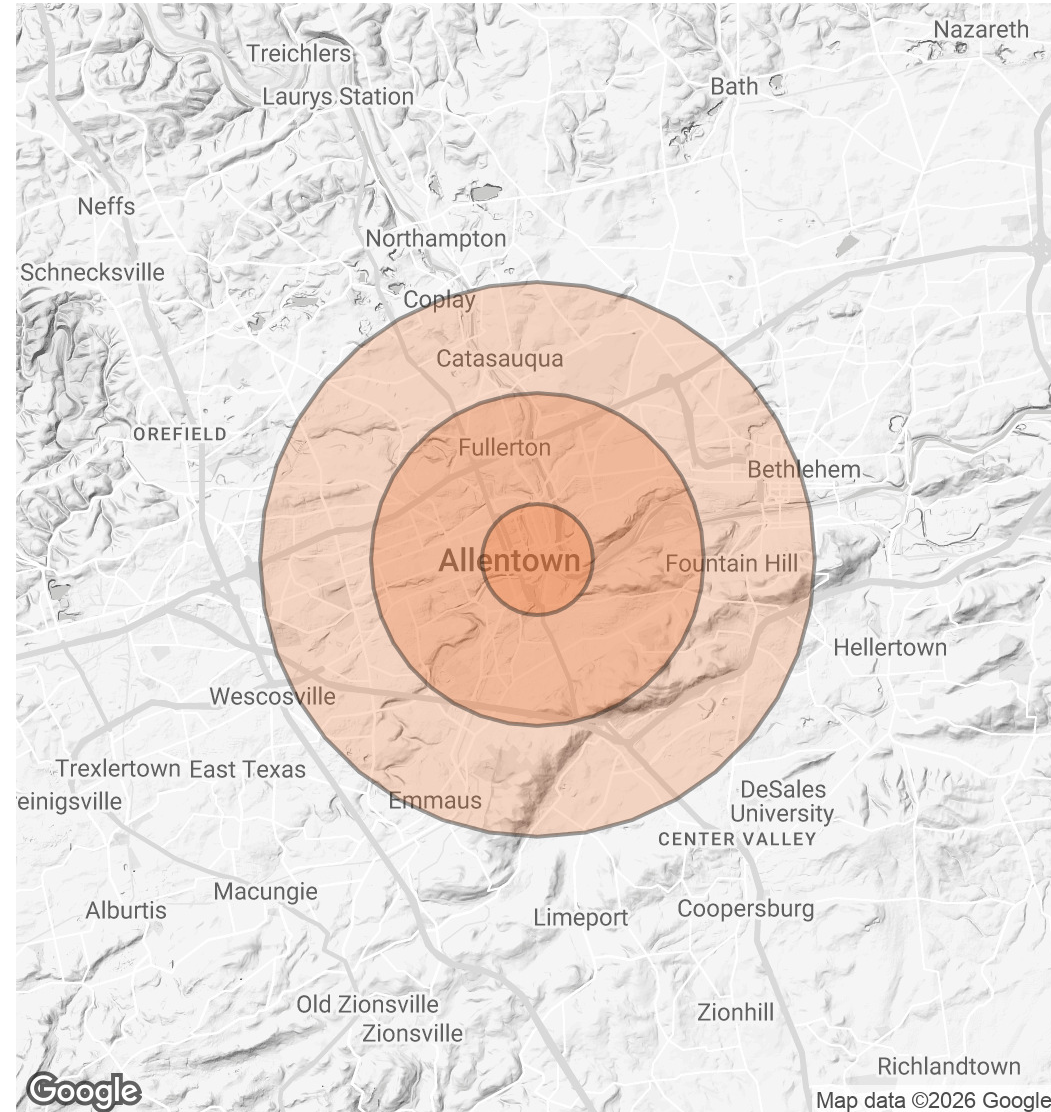 Nazareth
Treichlers
Bath
Laurys Station
Neffs
Northampton
Schnecksville
Coplay
Catasauqua
OREFIELD
Fullerton
Bethlehem
Allentown
Fountain Hill
Hellertown
Wescosville
Trexlertown
East Texas
einigsville
Emmaus
DeSales
University
CENTER VALLEY
Macungie
Alburtis
Limeport
Coopersburg
Old Zionsville
Zionsville
Zionhill
Richlandtown
Google
Map data ©2026 Google